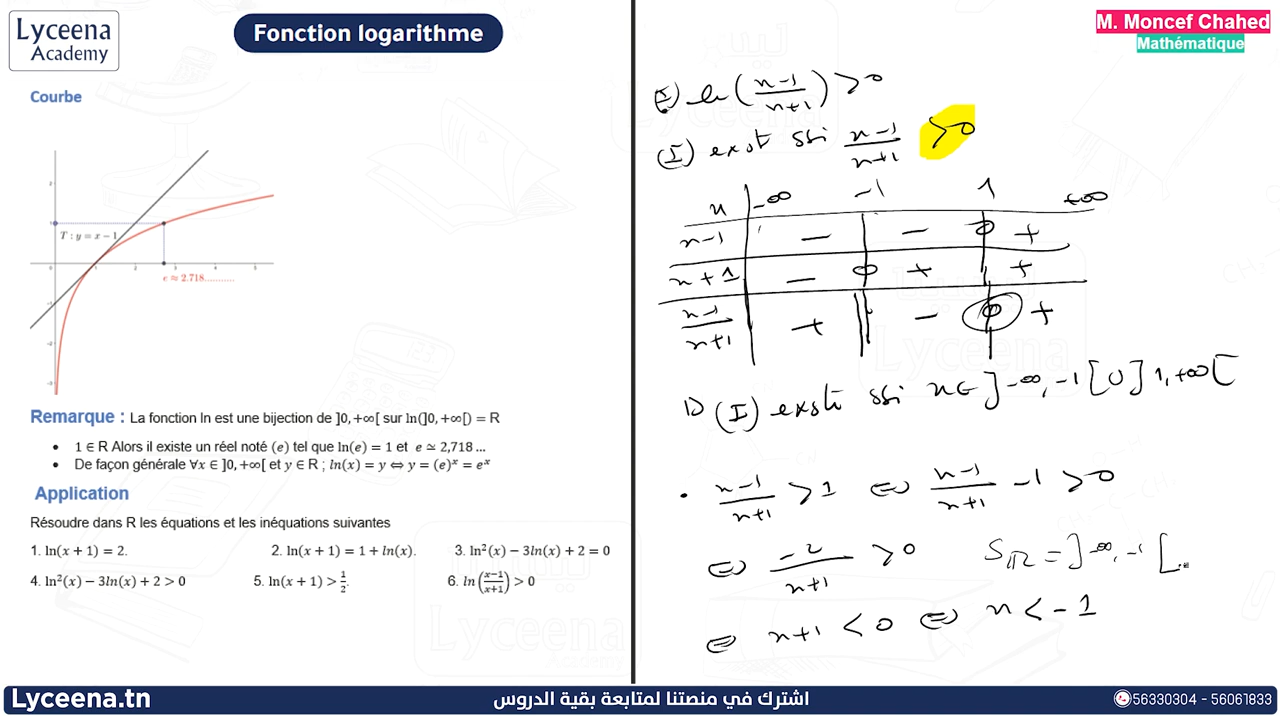 Lyceena
Academy
Fonction logarithme
M. Moncef Chahed
Mathématique
Courbe
T : y = x − 1
e ≈ 2.718...........
Remarque : La fonction ln est une bijection de ]0, +∞[ sur ln(]0, +∞[) = R
• 1 ∈ R Alors il existe un réel noté (e) tel que ln(e) = 1 et e ≃ 2,718 ...
• De façon générale ∀x ∈ ]0, +∞[ et y ∈ R ; ln(x) = y ⇔ y = (e)^x = e^x
Application
Résoudre dans R les équations et les inéquations suivantes
1. ln(x + 1) = 2. 2. ln(x + 1) = 1 + ln(x). 3. ln²(x) − 3ln(x) + 2 = 0
4. ln²(x) − 3ln(x) + 2 > 0 5. ln(x + 1) > 1/2. 6. ln((x−1)/(x+1)) > 0
(I) ln((x−1)/(x+1)) > 0
(I) existe ssi (x−1)/(x+1) > 0
x −∞ −1 1 +∞
x−1 − − 0 +
x+1 − 0 + +
(x−1)/(x+1) + || − 0 +
D (I) existe ssi x ∈ ]−∞, −1[ U ]1, +∞[
• (x−1)/(x+1) > 1 ⇔ (x−1)/(x+1) − 1 > 0
⇔ −2/(x+1) > 0 S_IR = ]−∞, −1[
⇔ x+1 < 0 ⇔ x < −1
Lyceena.tn
اشترك في منصتنا لمتابعة بقية الدروس
56330304 - 56061833